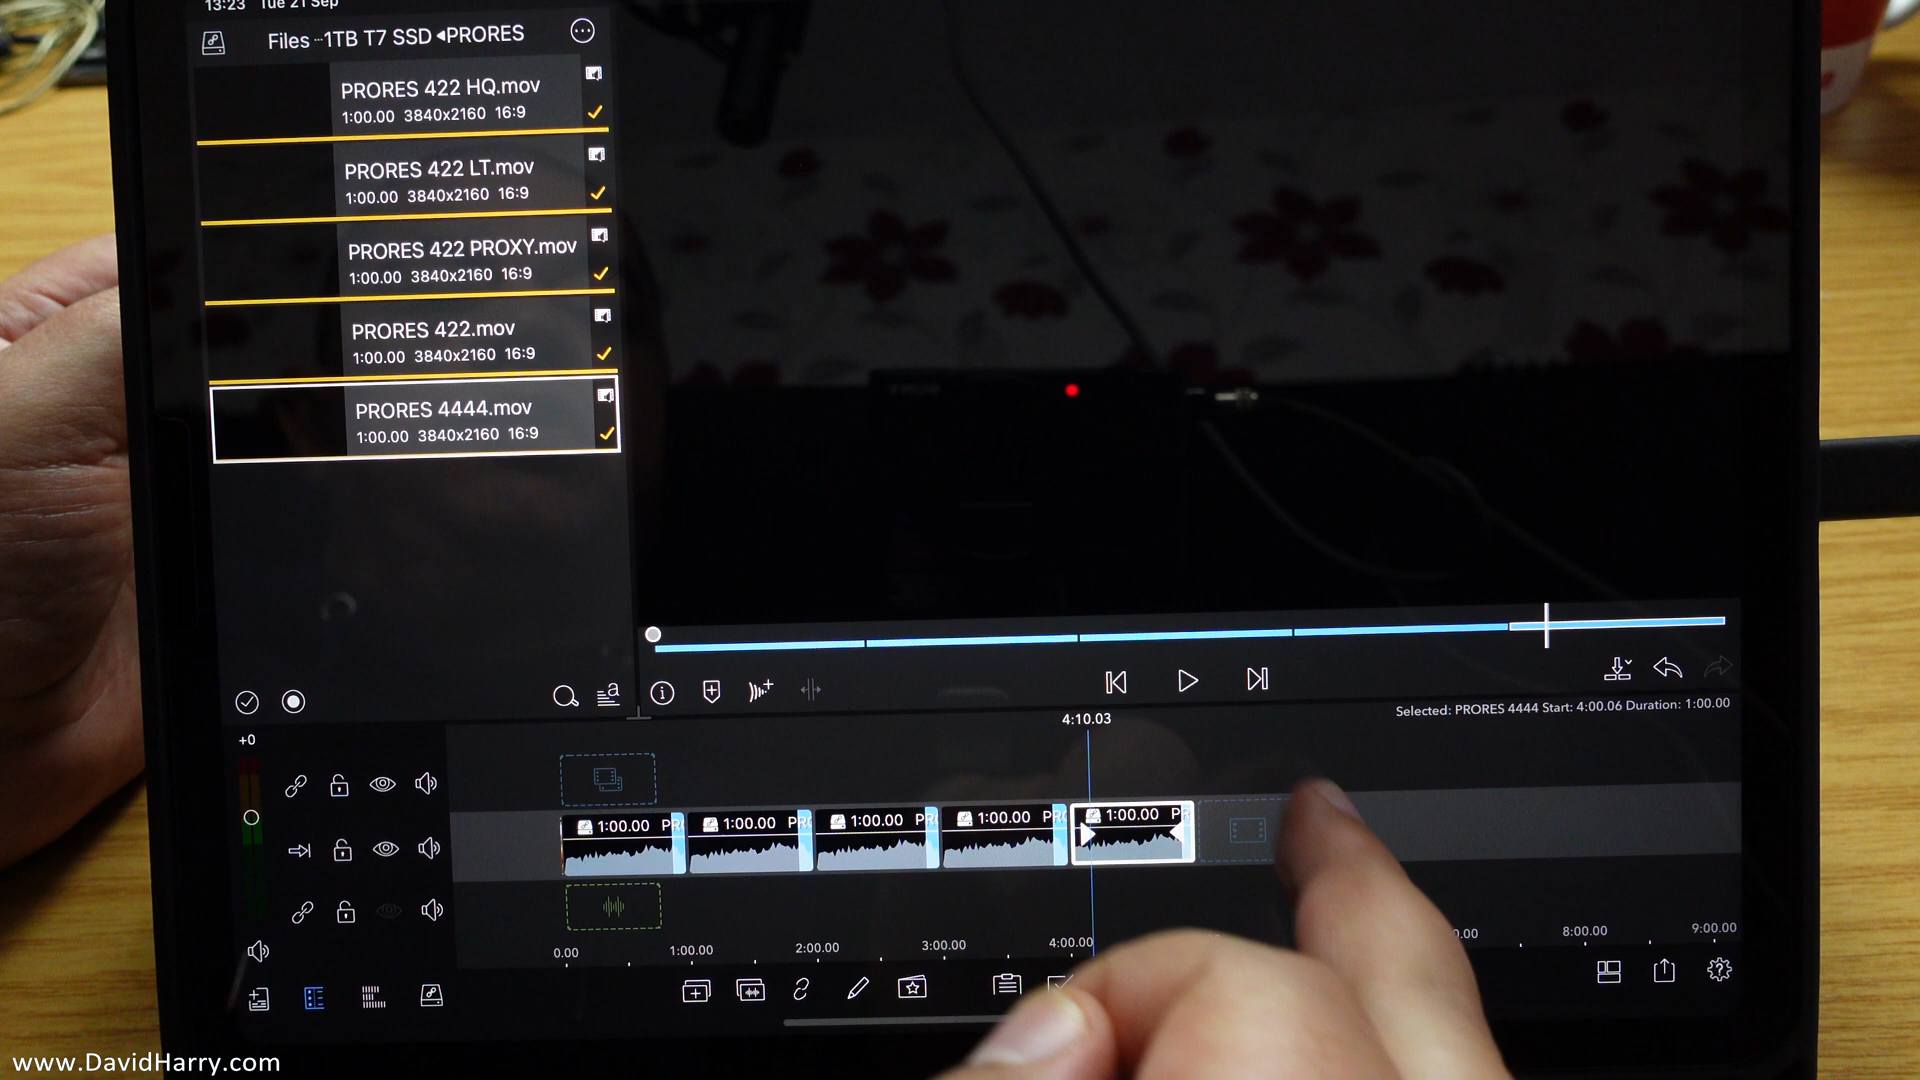 13:23 Tue 21 Sep
Files ··· 1TB T7 SSD ◂PRORES
PRORES 422 HQ.mov
1:00.00 3840x2160 16:9
PRORES 422 LT.mov
1:00.00 3840x2160 16:9
PRORES 422 PROXY.mov
1:00.00 3840x2160 16:9
PRORES 422.mov
1:00.00 3840x2160 16:9
PRORES 4444.mov
1:00.00 3840x2160 16:9
Selected: PRORES 4444 Start: 4:00.06 Duration: 1:00.00
4:10.03
+0
1:00.00 PR
1:00.00 PR
1:00.00 PR
1:00.00 PR
1:00.00 PR
0.00 1:00.00 2:00.00 3:00.00 4:00.00 8:00.00 9:00.00
www.DavidHarry.com